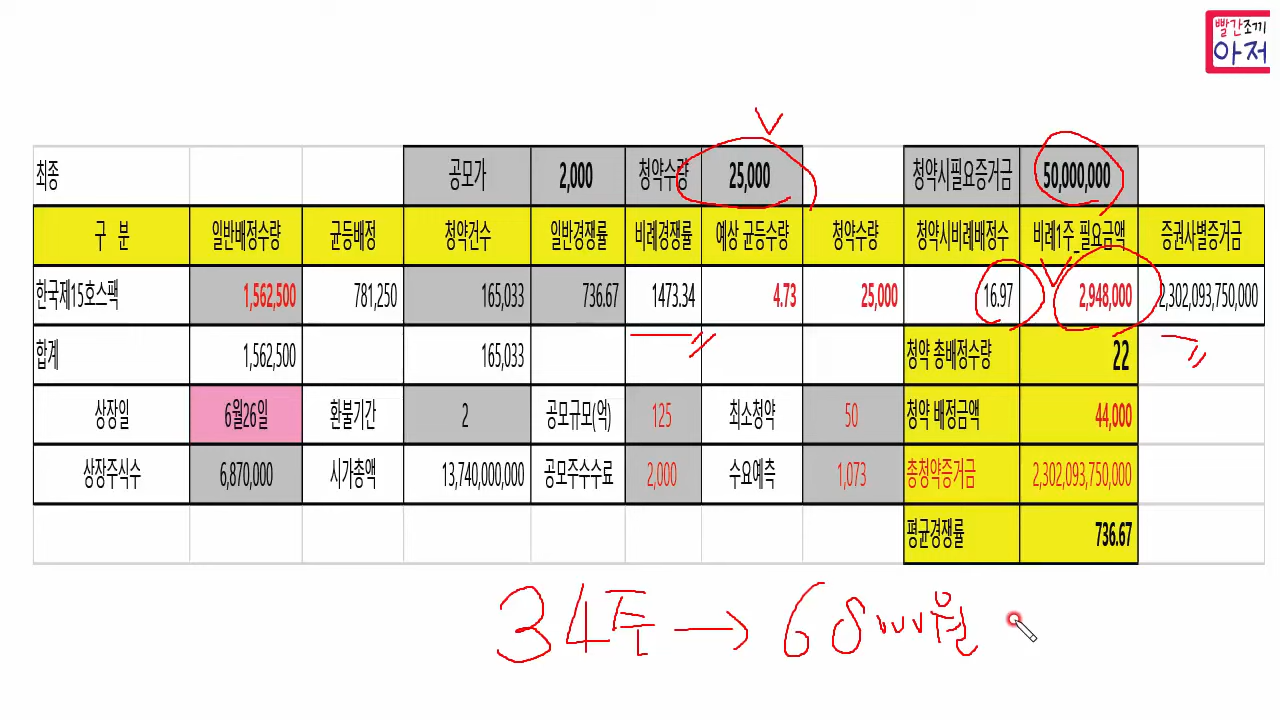 빨간조끼
아저
최종 공모가 2,000 청약수량 25,000 청약시필요증거금 50,000,000
구 분 일반배정수량 균등배정 청약건수 일반경쟁률 비례경쟁률 예상 균등수량 청약수량 청약시비례배정수 비례1주_필요금액 증권사별증거금
한국제15호스팩 1,562,500 781,250 165,033 736.67 1473.34 4.73 25,000 16.97 2,948,000 2,302,093,750,000
합계 1,562,500 165,033 청약 총배정수량 22
상장일 6월26일 환불기간 2 공모규모(억) 125 최소청약 50 청약 배정금액 44,000
상장주식수 6,870,000 시가총액 13,740,000,000 공모주수수료 2,000 수요예측 1,073 총청약증거금 2,302,093,750,000
평균경쟁률 736.67
34주 → 68